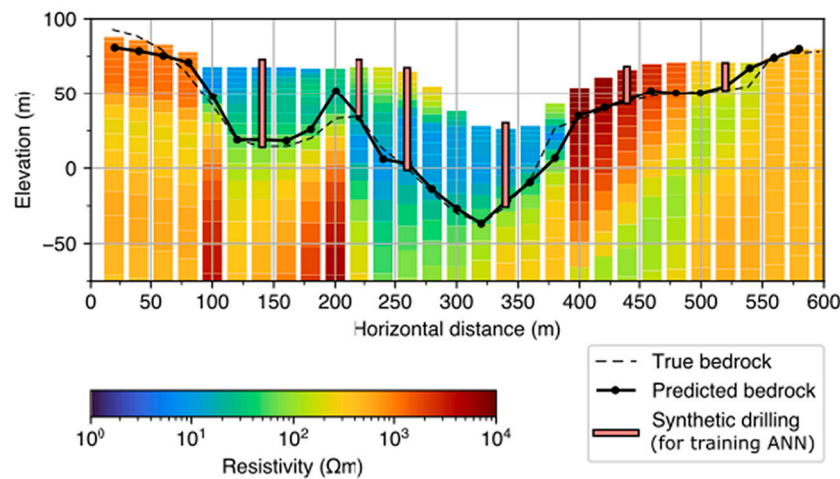 100
50
0
−50
Elevation (m)
0 50 100 150 200 250 300 350 400 450 500 550 600
Horizontal distance (m)
True bedrock
Predicted bedrock
Synthetic drilling
(for training ANN)
10⁰ 10¹ 10² 10³ 10⁴
Resistivity (Ωm)